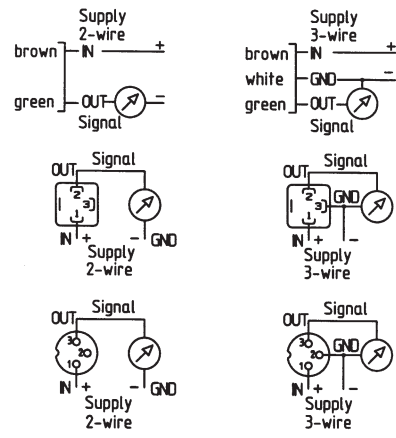 Supply
2-wire
brown IN +
green OUT −
Signal
Supply
3-wire
brown IN +
white GND −
green OUT
Signal
OUT Signal
2
3
1
IN + − GND
Supply
2-wire
OUT Signal
2
3 GND
1
IN + −
Supply
3-wire
OUT Signal
3
2
1
IN + − GND
Supply
2-wire
OUT Signal
3
2 GND
1
IN + −
Supply
3-wire